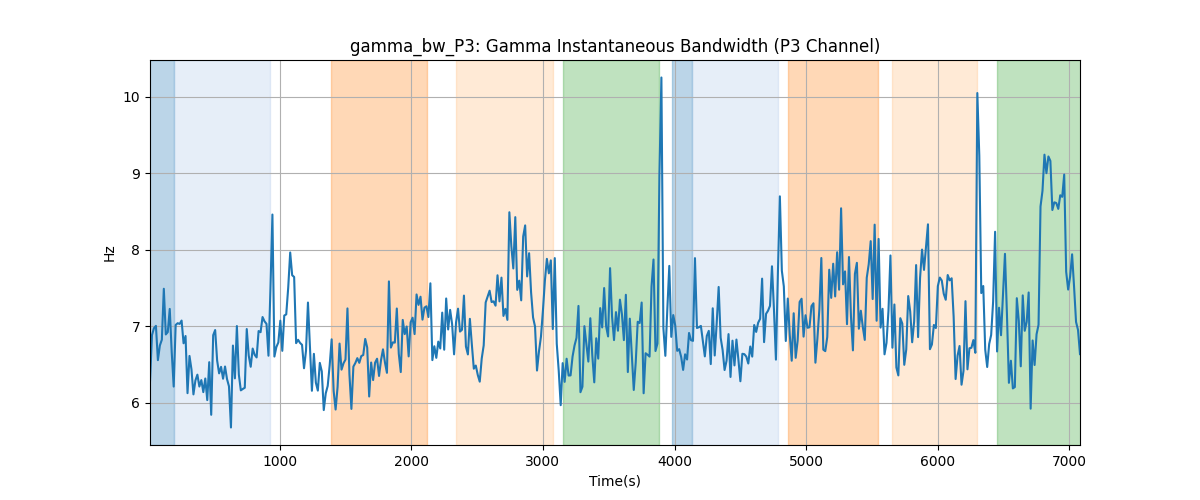 gamma_bw_P3: Gamma Instantaneous Bandwidth (P3 Channel)
10
9
8
7
6
Hz
1000 2000 3000 4000 5000 6000 7000
Time(s)